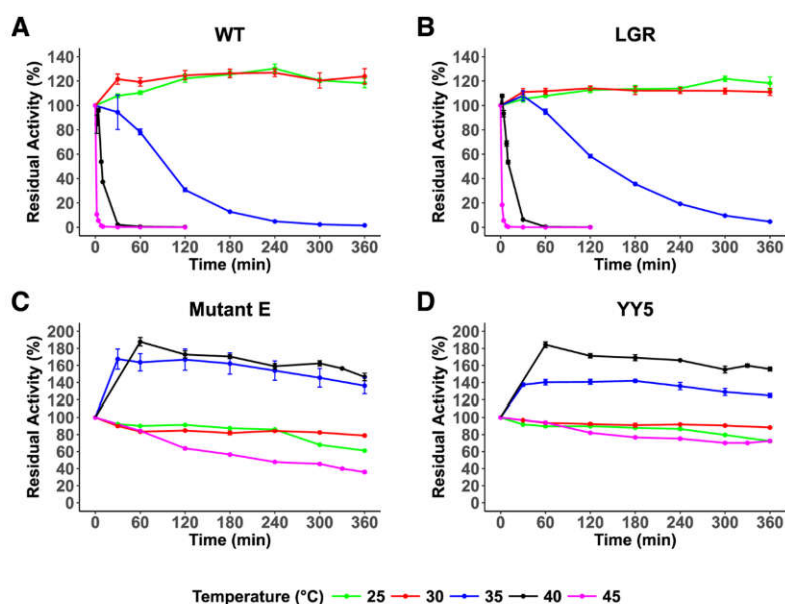 A
WT
Residual Activity (%)
140
120
100
80
60
40
20
0
0 60 120 180 240 300 360
Time (min)
B
LGR
Residual Activity (%)
140
120
100
80
60
40
20
0
0 60 120 180 240 300 360
Time (min)
C
Mutant E
Residual Activity (%)
200
180
160
140
120
100
80
60
40
20
0
0 60 120 180 240 300 360
Time (min)
D
YY5
Residual Activity (%)
200
180
160
140
120
100
80
60
40
20
0
0 60 120 180 240 300 360
Time (min)
Temperature (°C) 25 30 35 40 45